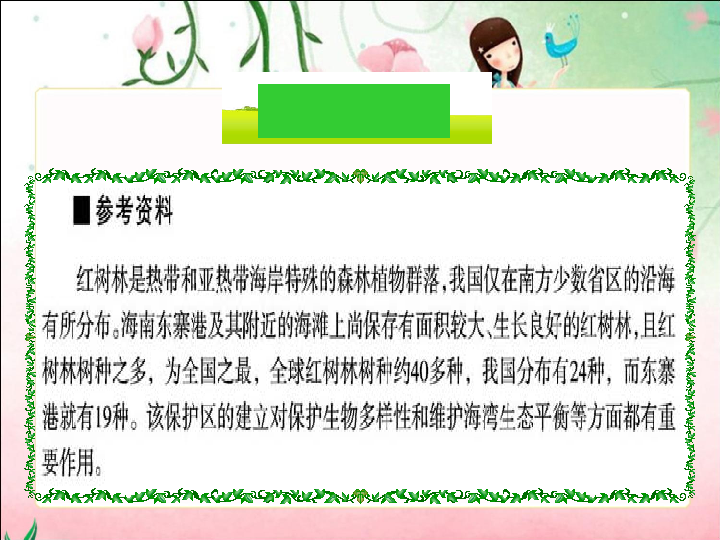 ■参考资料
红树林是热带和亚热带海岸特殊的森林植物群落,我国仅在南方少数省区的沿海
有所分布。海南东寨港及其附近的海滩上尚保存有面积较大、生长良好的红树林,且红
树林树种之多，为全国之最，全球红树林树种约40多种，我国分布有24种，而东寨
港就有19种。该保护区的建立对保护生物多样性和维护海湾生态平衡等方面都有重
要作用。